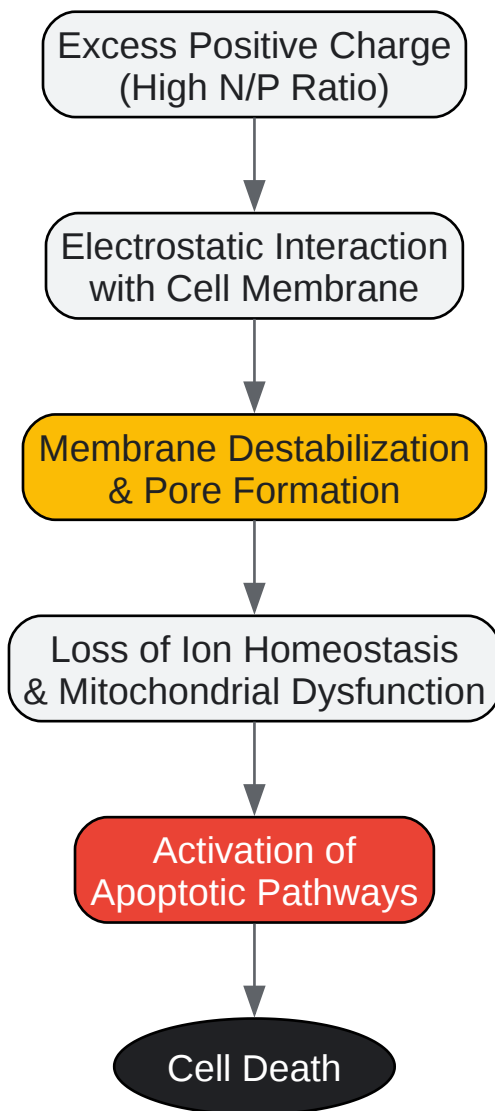 Excess Positive Charge
(High N/P Ratio)
Electrostatic Interaction
with Cell Membrane
Membrane Destabilization
& Pore Formation
Loss of Ion Homeostasis
& Mitochondrial Dysfunction
Activation of
Apoptotic Pathways
Cell Death